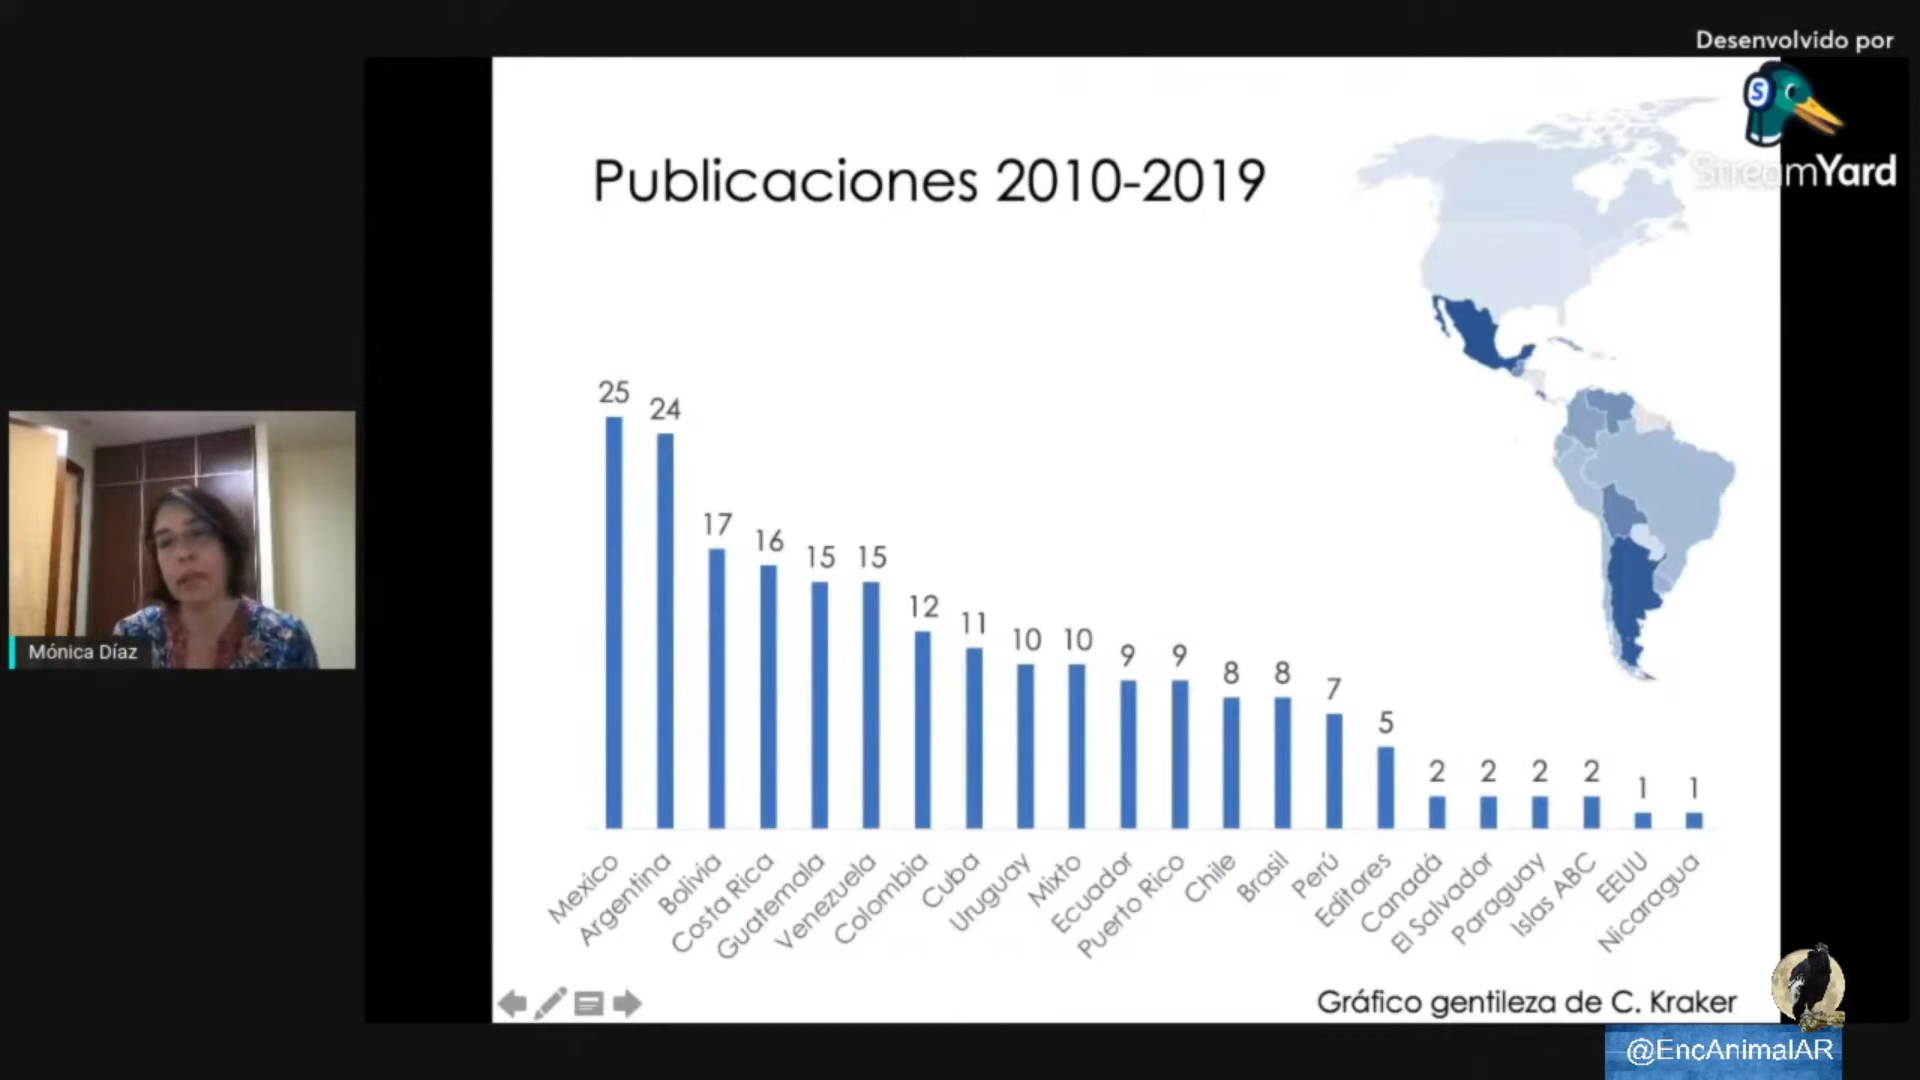 Desenvolvido por
StreamYard
Publicaciones 2010-2019
25
24
17
16
15
15
12
11
10
10
9
9
8
8
7
5
2
2
2
2
1
1
Mexico
Argentina
Bolivia
Costa Rica
Guatemala
Venezuela
Colombia
Cuba
Uruguay
Mixto
Ecuador
Puerto Rico
Chile
Brasil
Perú
Editores
Canadá
El Salvador
Paraguay
Islas ABC
EEUU
Nicaragua
Mónica Díaz
Gráfico gentileza de C. Kraker
@EncAnimalAR